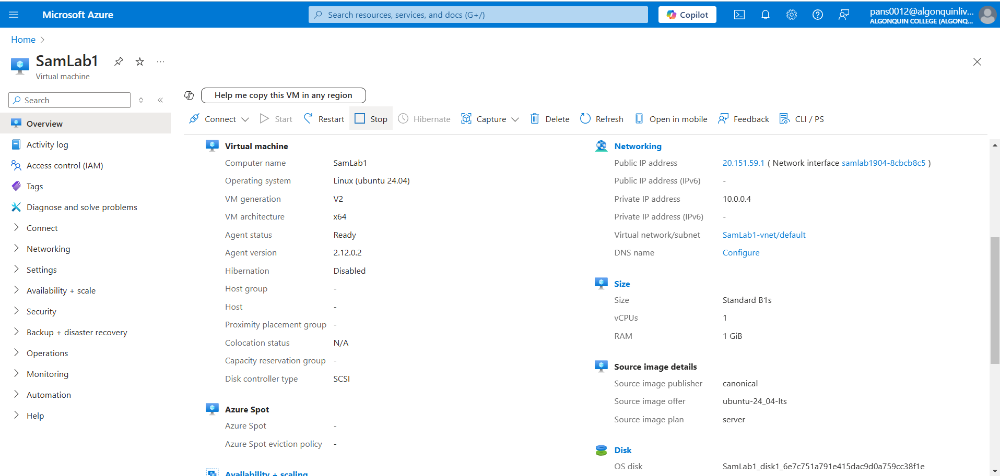 Microsoft Azure
Search resources, services, and docs (G+/)
Copilot
pans0012@algonquinliv...
ALGONQUIN COLLEGE (ALGONQ...
Home
SamLab1
Virtual machine
Search
Overview
Activity log
Access control (IAM)
Tags
Diagnose and solve problems
Connect
Networking
Settings
Availability + scale
Security
Backup + disaster recovery
Operations
Monitoring
Automation
Help
Help me copy this VM in any region
Connect Start Restart Stop Hibernate Capture Delete Refresh Open in mobile Feedback CLI / PS
Virtual machine
Computer name SamLab1
Operating system Linux (ubuntu 24.04)
VM generation V2
VM architecture x64
Agent status Ready
Agent version 2.12.0.2
Hibernation Disabled
Host group -
Host -
Proximity placement group -
Colocation status N/A
Capacity reservation group -
Disk controller type SCSI
Azure Spot
Azure Spot -
Azure Spot eviction policy -
Availability + scaling
Networking
Public IP address 20.151.59.1 ( Network interface samlab1904-8cbcb8c5 )
Public IP address (IPv6) -
Private IP address 10.0.0.4
Private IP address (IPv6) -
Virtual network/subnet SamLab1-vnet/default
DNS name Configure
Size
Size Standard B1s
vCPUs 1
RAM 1 GiB
Source image details
Source image publisher canonical
Source image offer ubuntu-24_04-lts
Source image plan server
Disk
OS disk SamLab1_disk1_6e7c751a791e415dac9d0a759cc38f1e